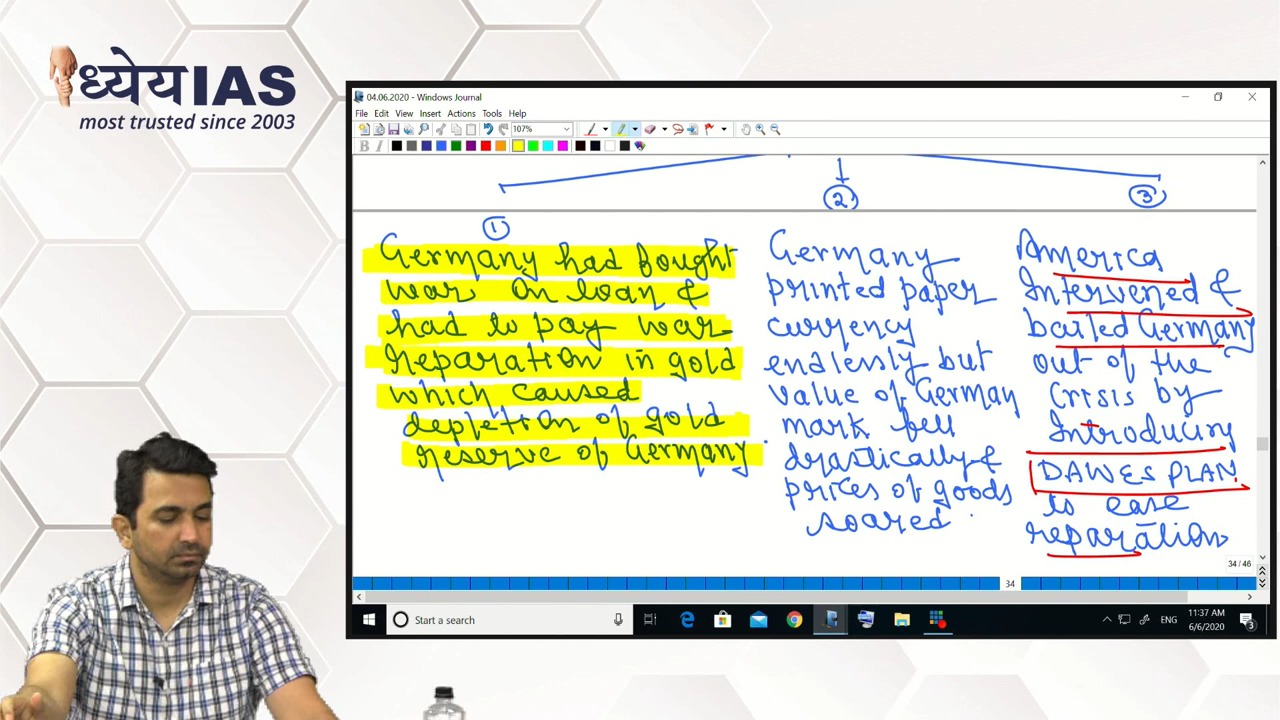 ध्येय IAS
most trusted since 2003
04.06.2020 - Windows Journal
File Edit View Insert Actions Tools Help
107%
B I
① ② ③
Germany had fought
war on loan &
had to pay war
reparation in gold
which caused
depletion of gold
reserve of Germany
Germany
printed paper
currency
endlessly but
value of German
mark fell
drastically &
prices of goods
soared.
America
Intervened &
bailed Germany
out of the
Crisis by
Introducing
DAWES PLAN
to ease
reparation
34 / 46
34
Start a search
ENG
11:37 AM
6/6/2020
3